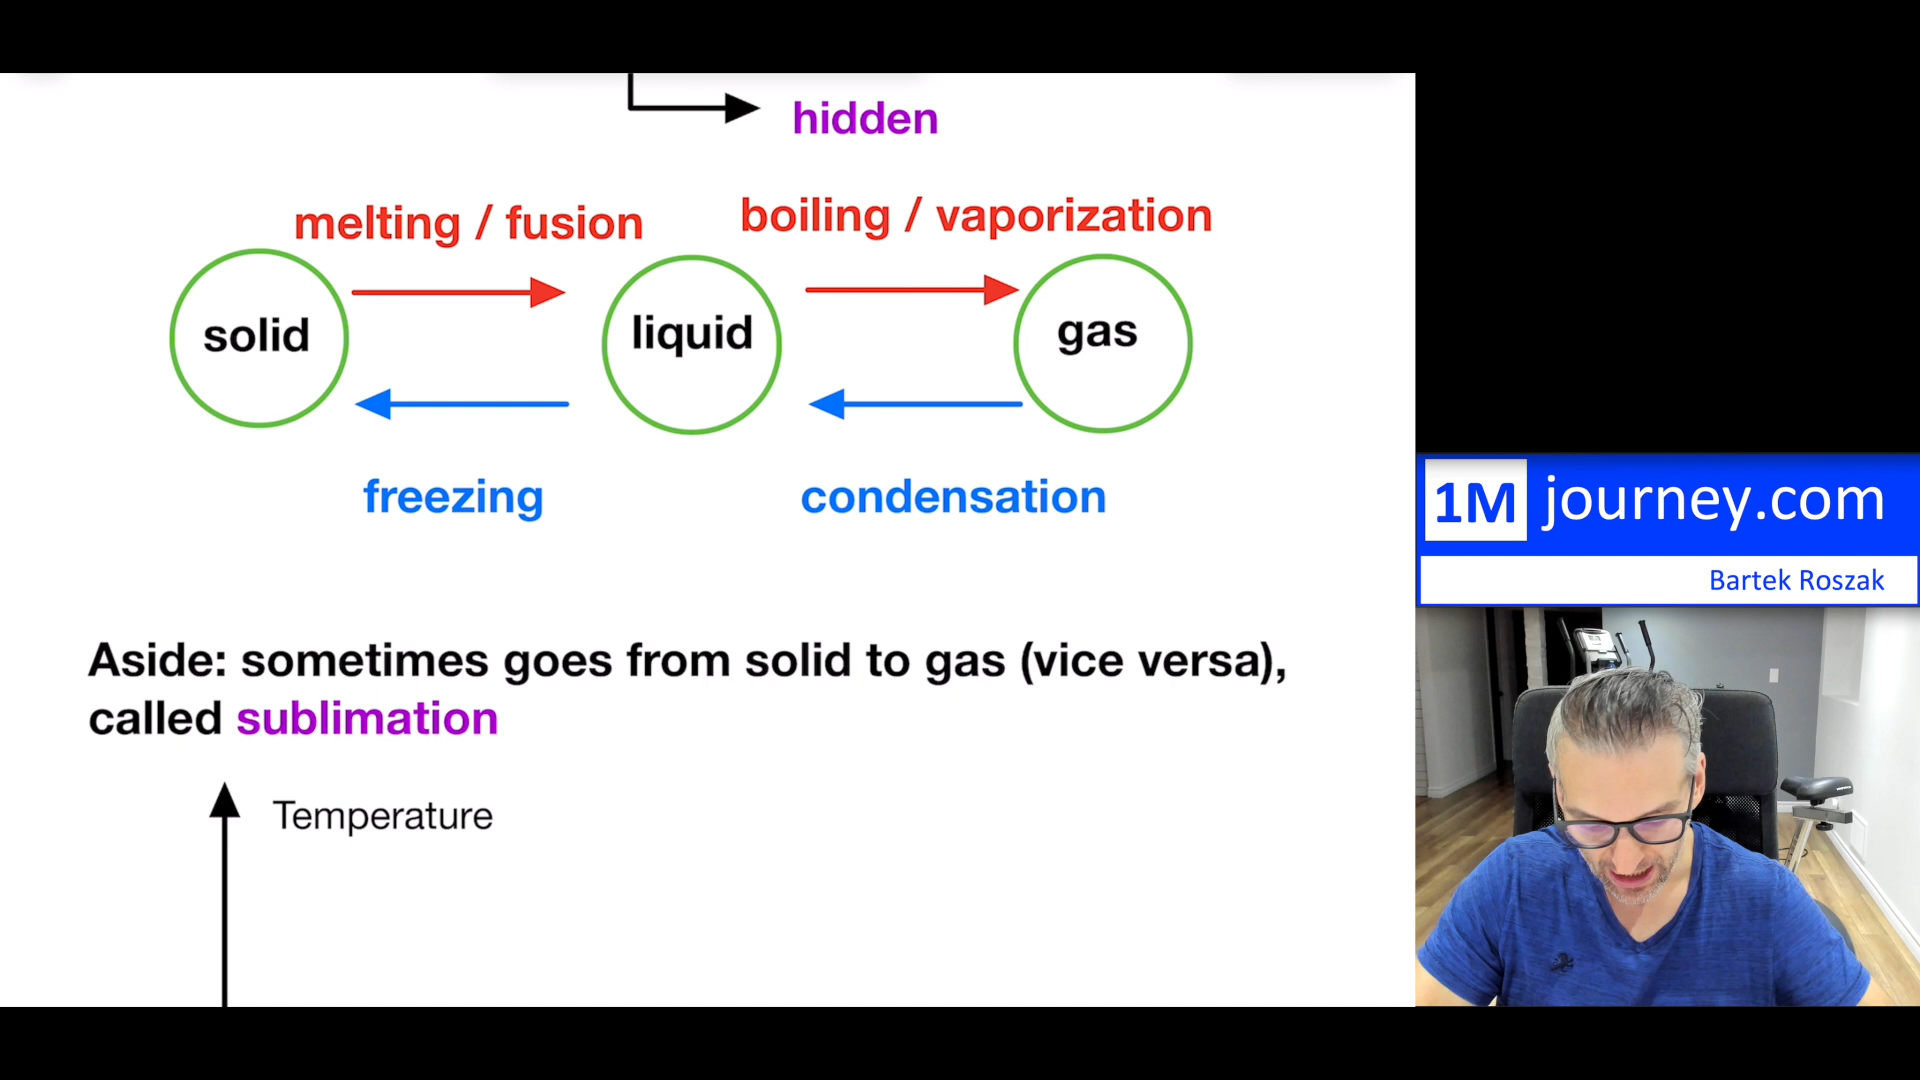 hidden
melting / fusion
boiling / vaporization
solid
liquid
gas
freezing
condensation
Aside: sometimes goes from solid to gas (vice versa),
called sublimation
Temperature
1M journey.com
Bartek Roszak